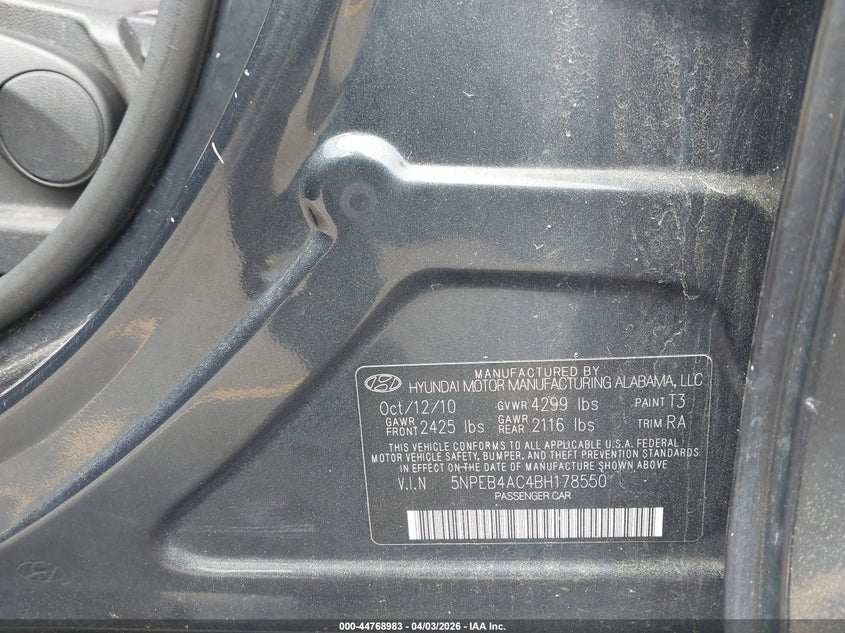 MANUFACTURED BY
HYUNDAI MOTOR MANUFACTURING ALABAMA, LLC
Oct/12/10 GVWR 4299 lbs PAINT T3
GAWR FRONT 2425 lbs GAWR REAR 2116 lbs TRIM RA
THIS VEHICLE CONFORMS TO ALL APPLICABLE U.S.A. FEDERAL
MOTOR VEHICLE SAFETY, BUMPER, AND THEFT PREVENTION STANDARDS
IN EFFECT ON THE DATE OF MANUFACTURE SHOWN ABOVE
V.I.N 5NPEB4AC4BH178550
PASSENGER CAR
000-44768983 - 04/03/2026 - IAA Inc.